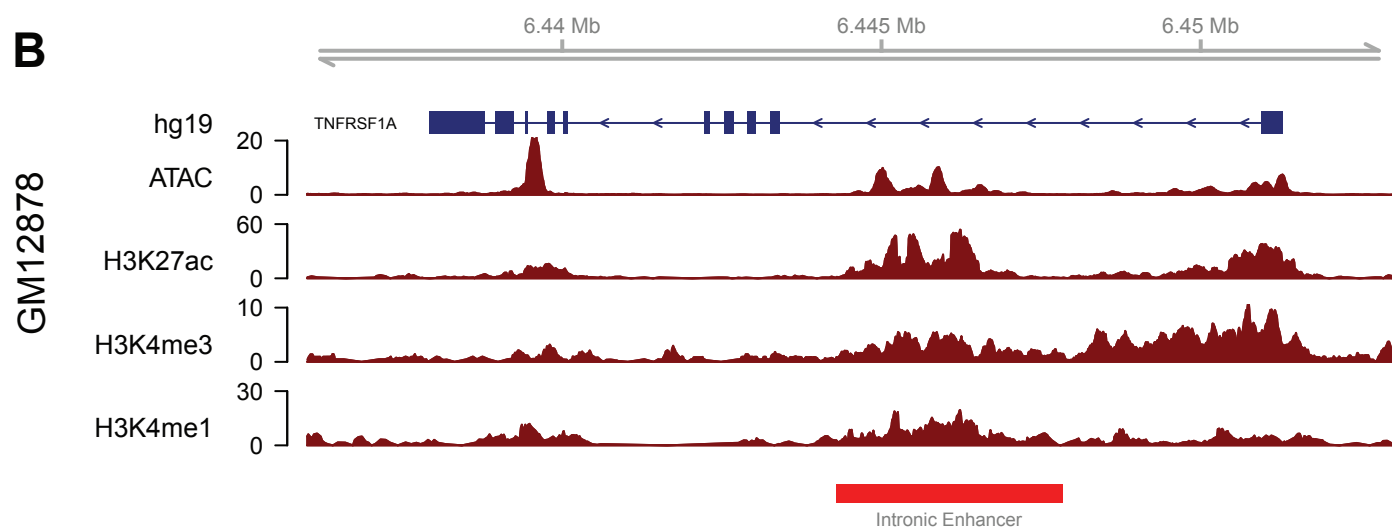 B
6.44 Mb 6.445 Mb 6.45 Mb
hg19 TNFRSF1A
GM12878
ATAC 20 0
H3K27ac 60 0
H3K4me3 10 0
H3K4me1 30 0
Intronic Enhancer